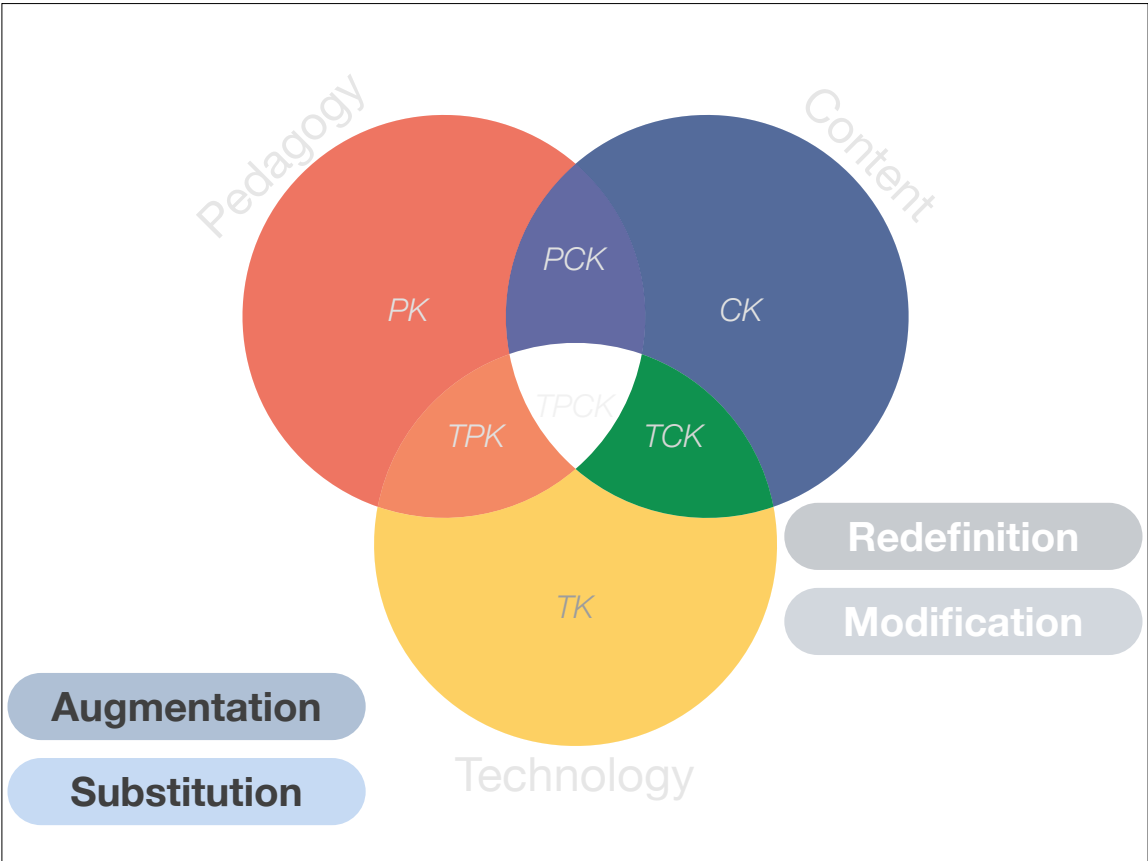 Pedagogy
Content
PCK
PK
CK
TPCK
TPK
TCK
Redefinition
TK
Modification
Augmentation
Technology
Substitution